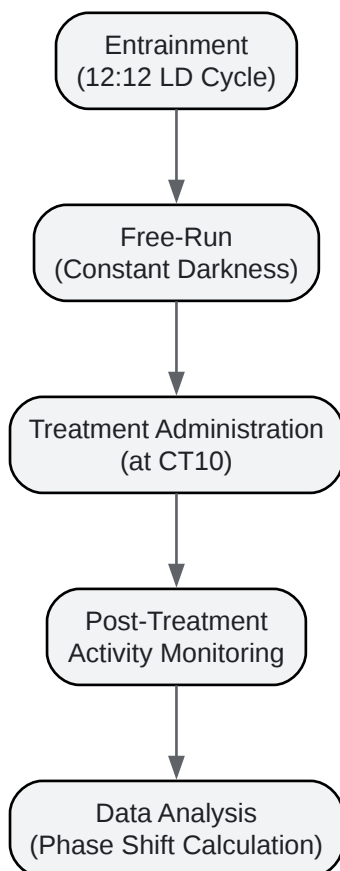 Entrainment
(12:12 LD Cycle)
Free-Run
(Constant Darkness)
Treatment Administration
(at CT10)
Post-Treatment
Activity Monitoring
Data Analysis
(Phase Shift Calculation)